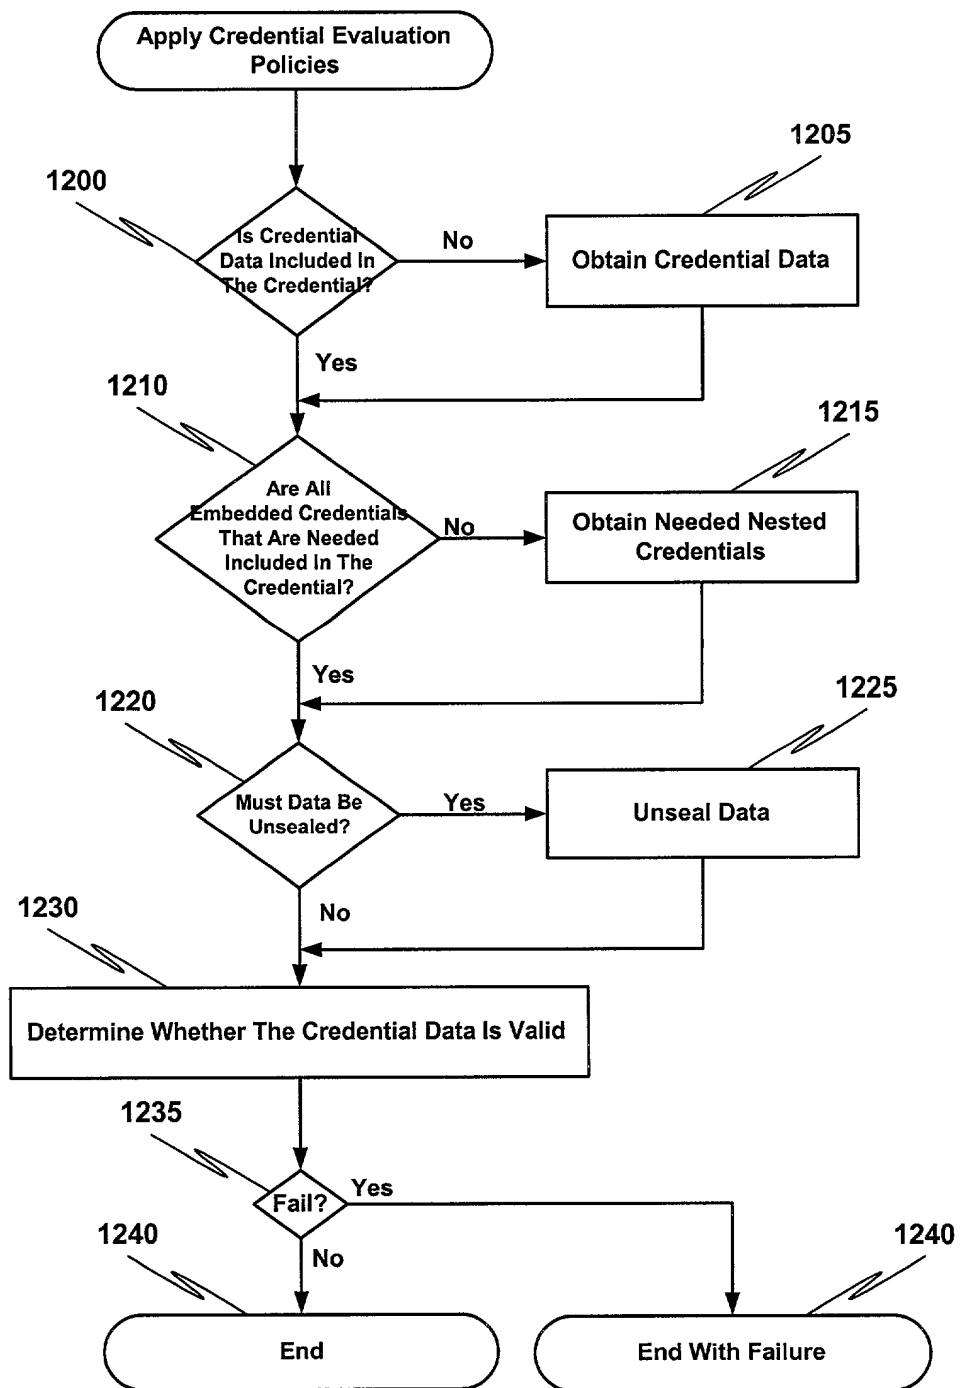 Apply Credential Evaluation
Policies
1205
1200
Is Credential
Data Included In
The Credential?
No
Obtain Credential Data
Yes
1210
1215
Are All
Embedded Credentials
That Are Needed
Included In The
Credential?
No
Obtain Needed Nested
Credentials
Yes
1220
1225
Must Data Be
Unsealed?
Yes
Unseal Data
No
1230
Determine Whether The Credential Data Is Valid
1235
Fail?
Yes
No
1240
1240
End
End With Failure